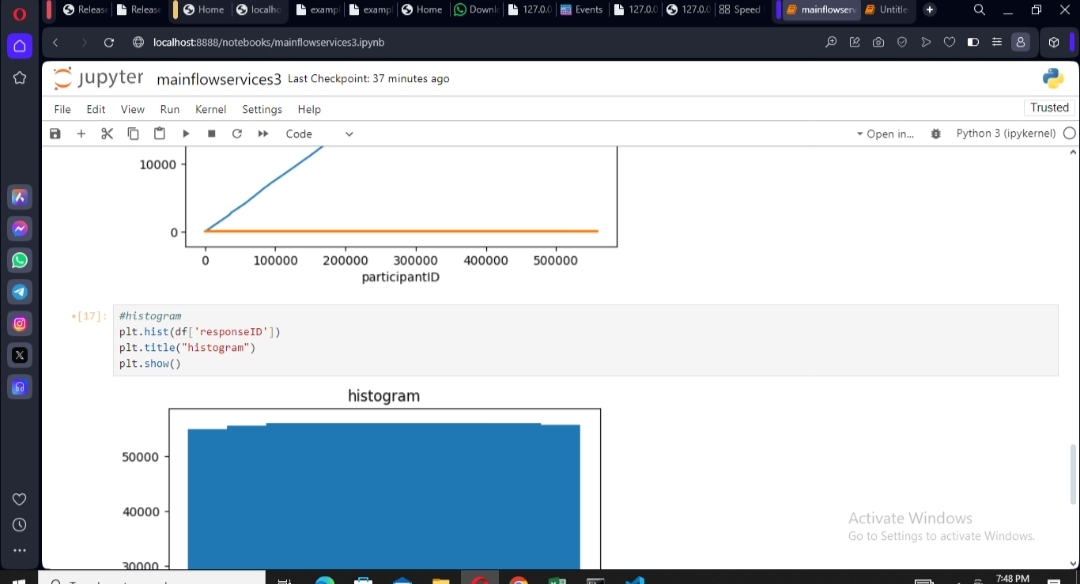 Releas
Release
Home
localho
exampl
exampl
Home
Downl
127.0.0
Events
127.0.0
127.0.0
Speed
mainflowserv
Untitle
localhost:8888/notebooks/mainflowservices3.ipynb
jupyter mainflowservices3 Last Checkpoint: 37 minutes ago
File Edit View Run Kernel Settings Help
Trusted
Code
Open in...
Python 3 (ipykernel)
10000
0
0 100000 200000 300000 400000 500000
participantID
[17]:
#histogram
plt.hist(df['responseID'])
plt.title("histogram")
plt.show()
histogram
50000
40000
30000
Activate Windows
Go to Settings to activate Windows.
7:48 PM